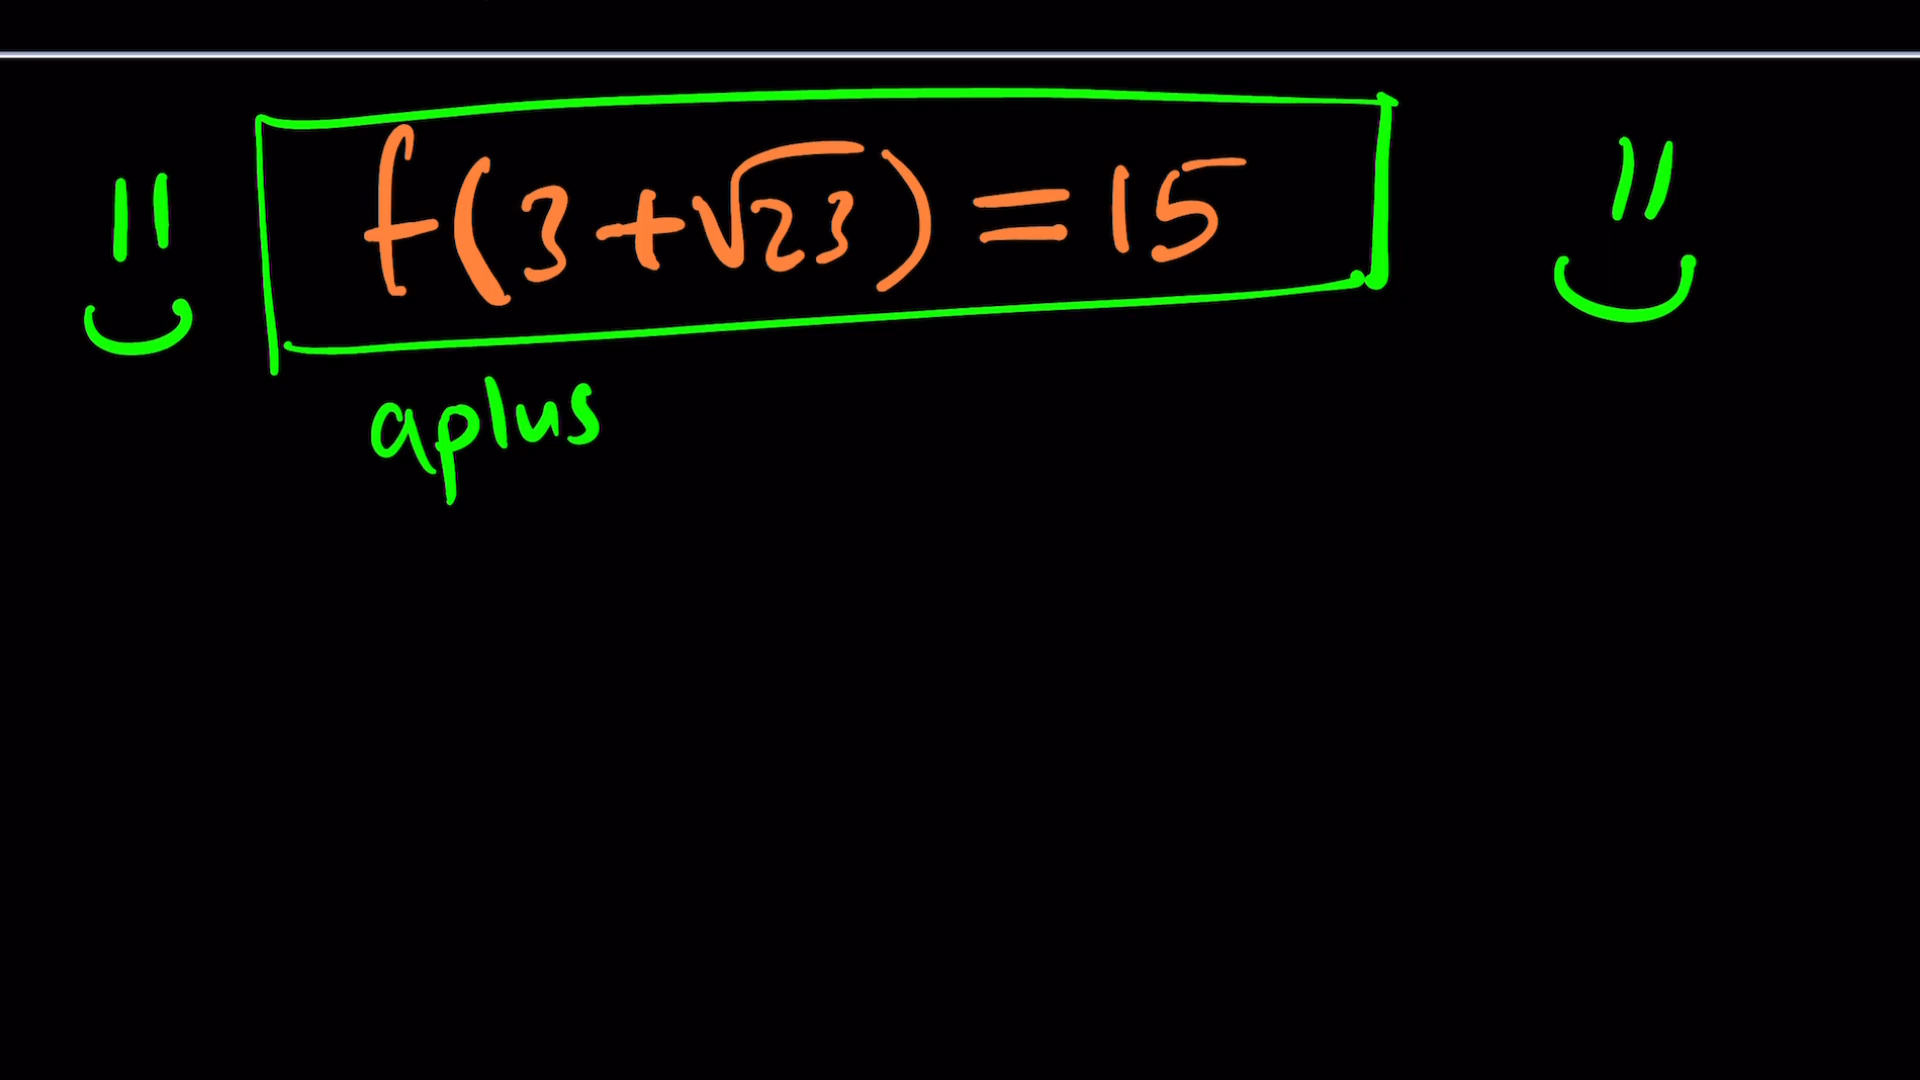 f(3+√23) = 15
aplus